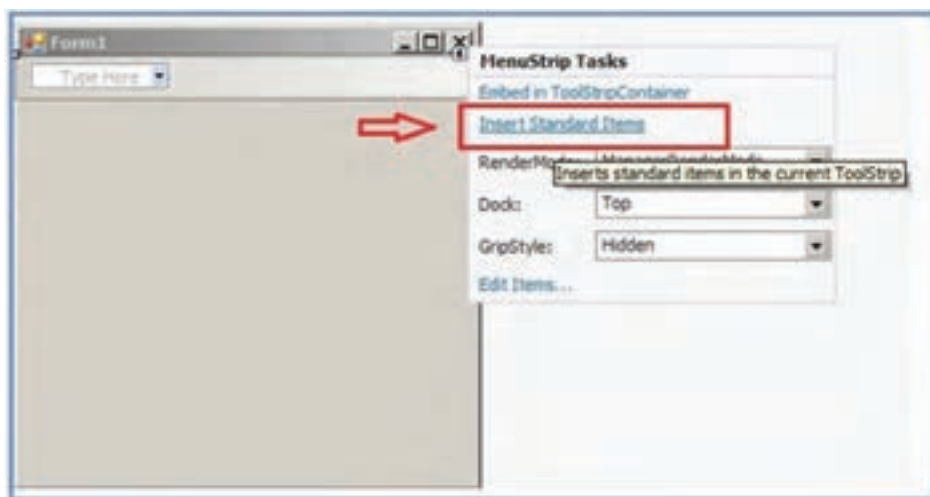 Form1
Type Here
MenuStrip Tasks
Embed in ToolStripContainer
Insert Standard Items
RenderMode: ManagerRenderMode
Inserts standard items in the current ToolStrip
Dock: Top
GripStyle: Hidden
Edit Items...